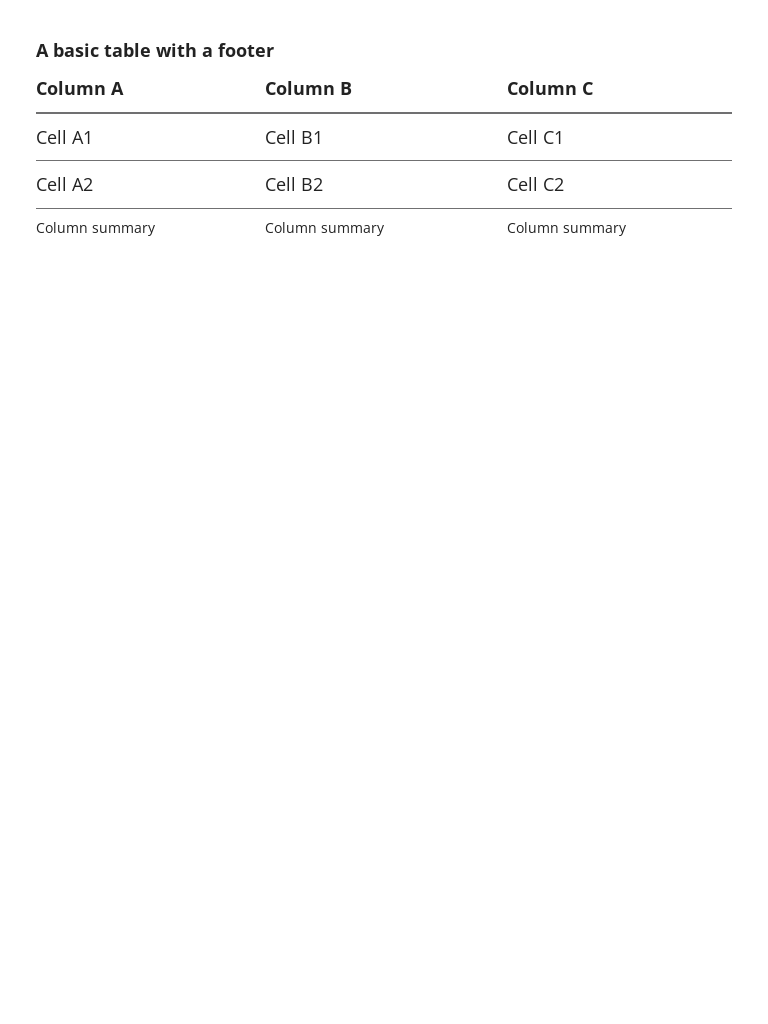 A basic table with a footer
Column A Column B Column C
Cell A1 Cell B1 Cell C1
Cell A2 Cell B2 Cell C2
Column summary Column summary Column summary